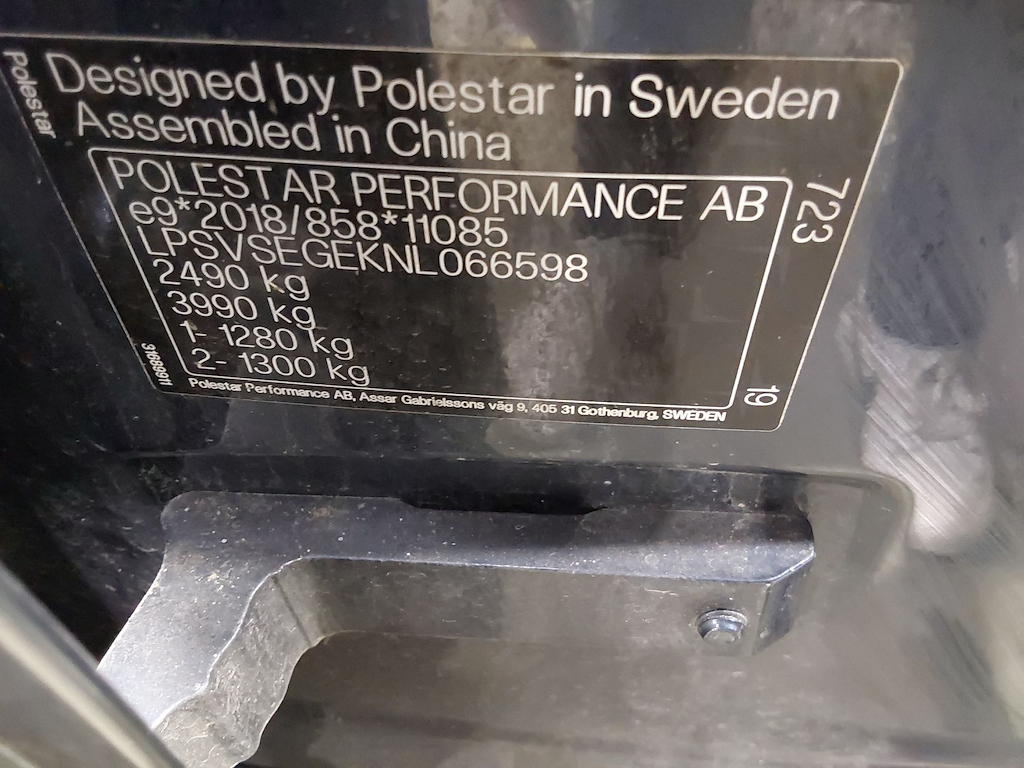 Polestar
Designed by Polestar in Sweden
Assembled in China
POLESTAR PERFORMANCE AB
e9*2018/858*11085
LPSVSEGEKNL066598
2490 kg
3990 kg
1- 1280 kg
2- 1300 kg
723
19
31689911
Polestar Performance AB, Assar Gabrielssons väg 9, 405 31 Gothenburg, SWEDEN